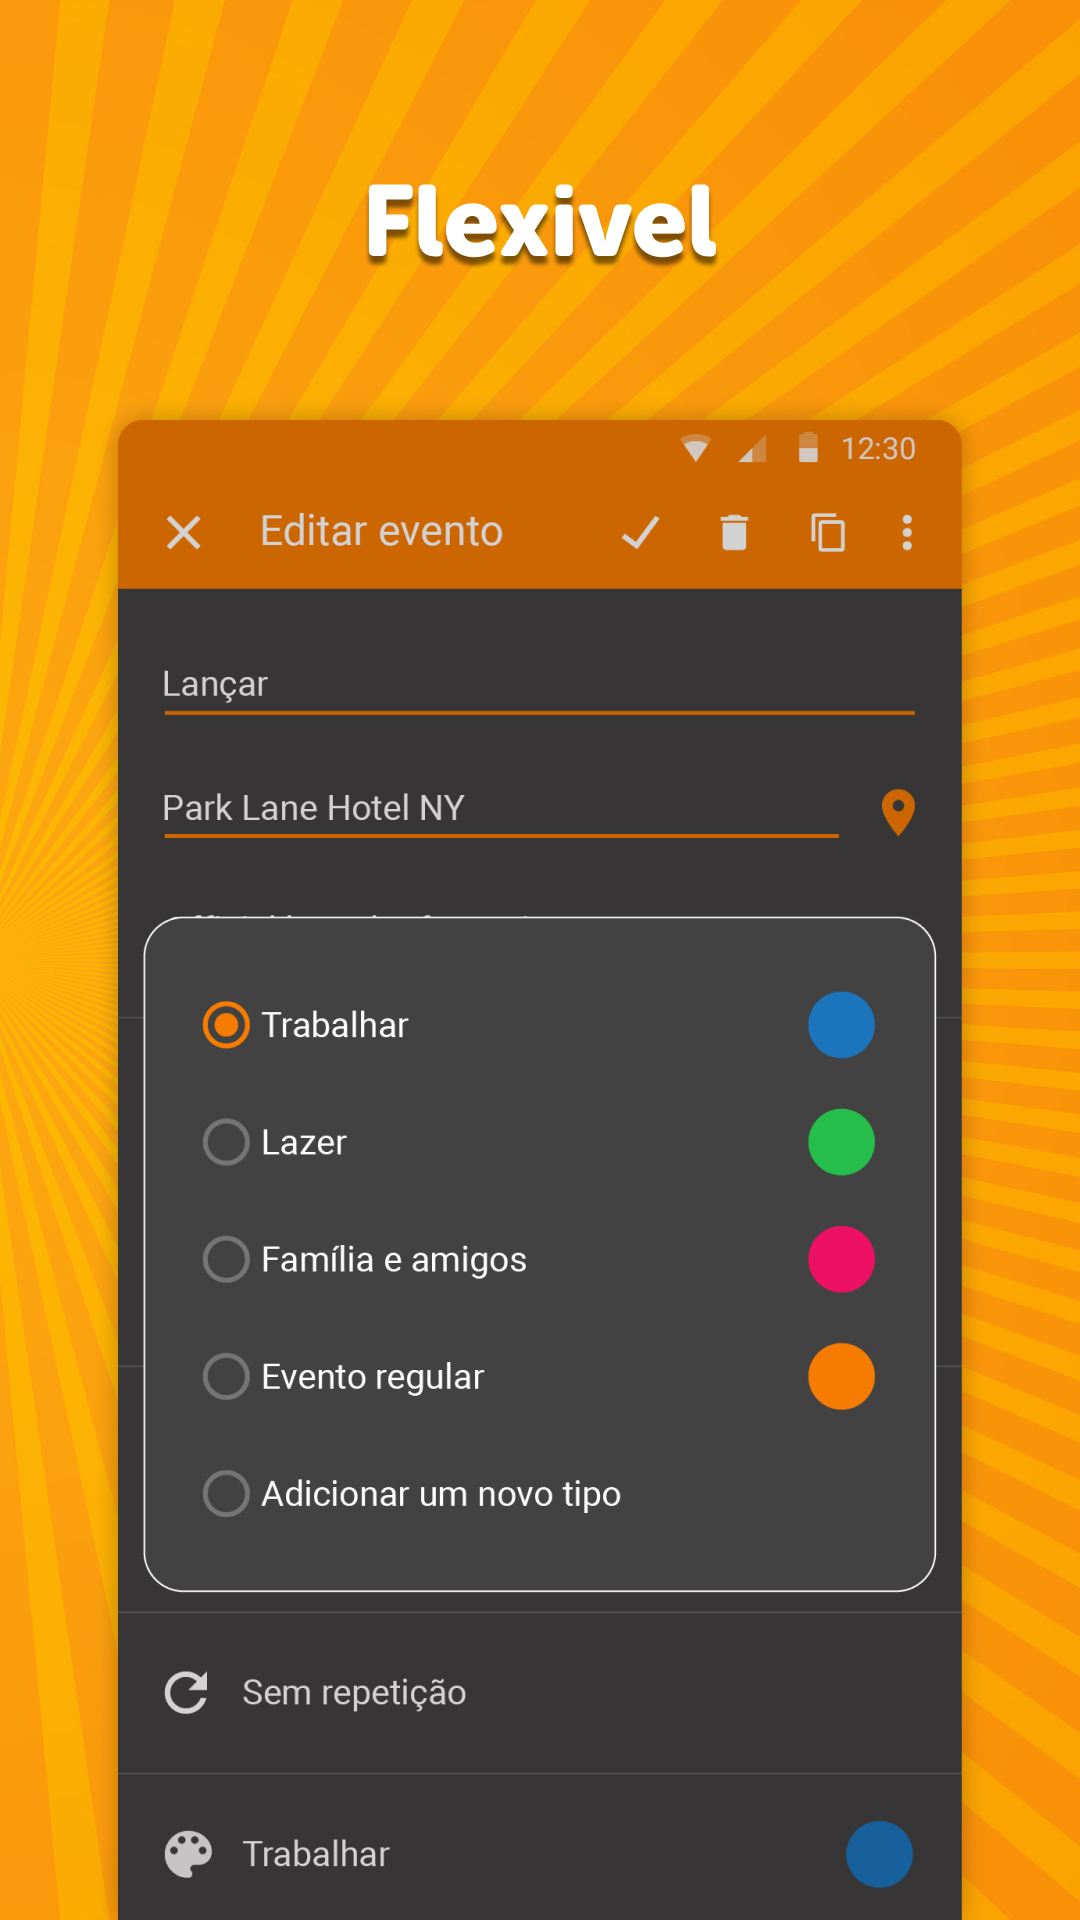 Flexivel
12:30
Editar evento
Lançar
Park Lane Hotel NY
Trabalhar
Lazer
Família e amigos
Evento regular
Adicionar um novo tipo
Sem repetição
Trabalhar